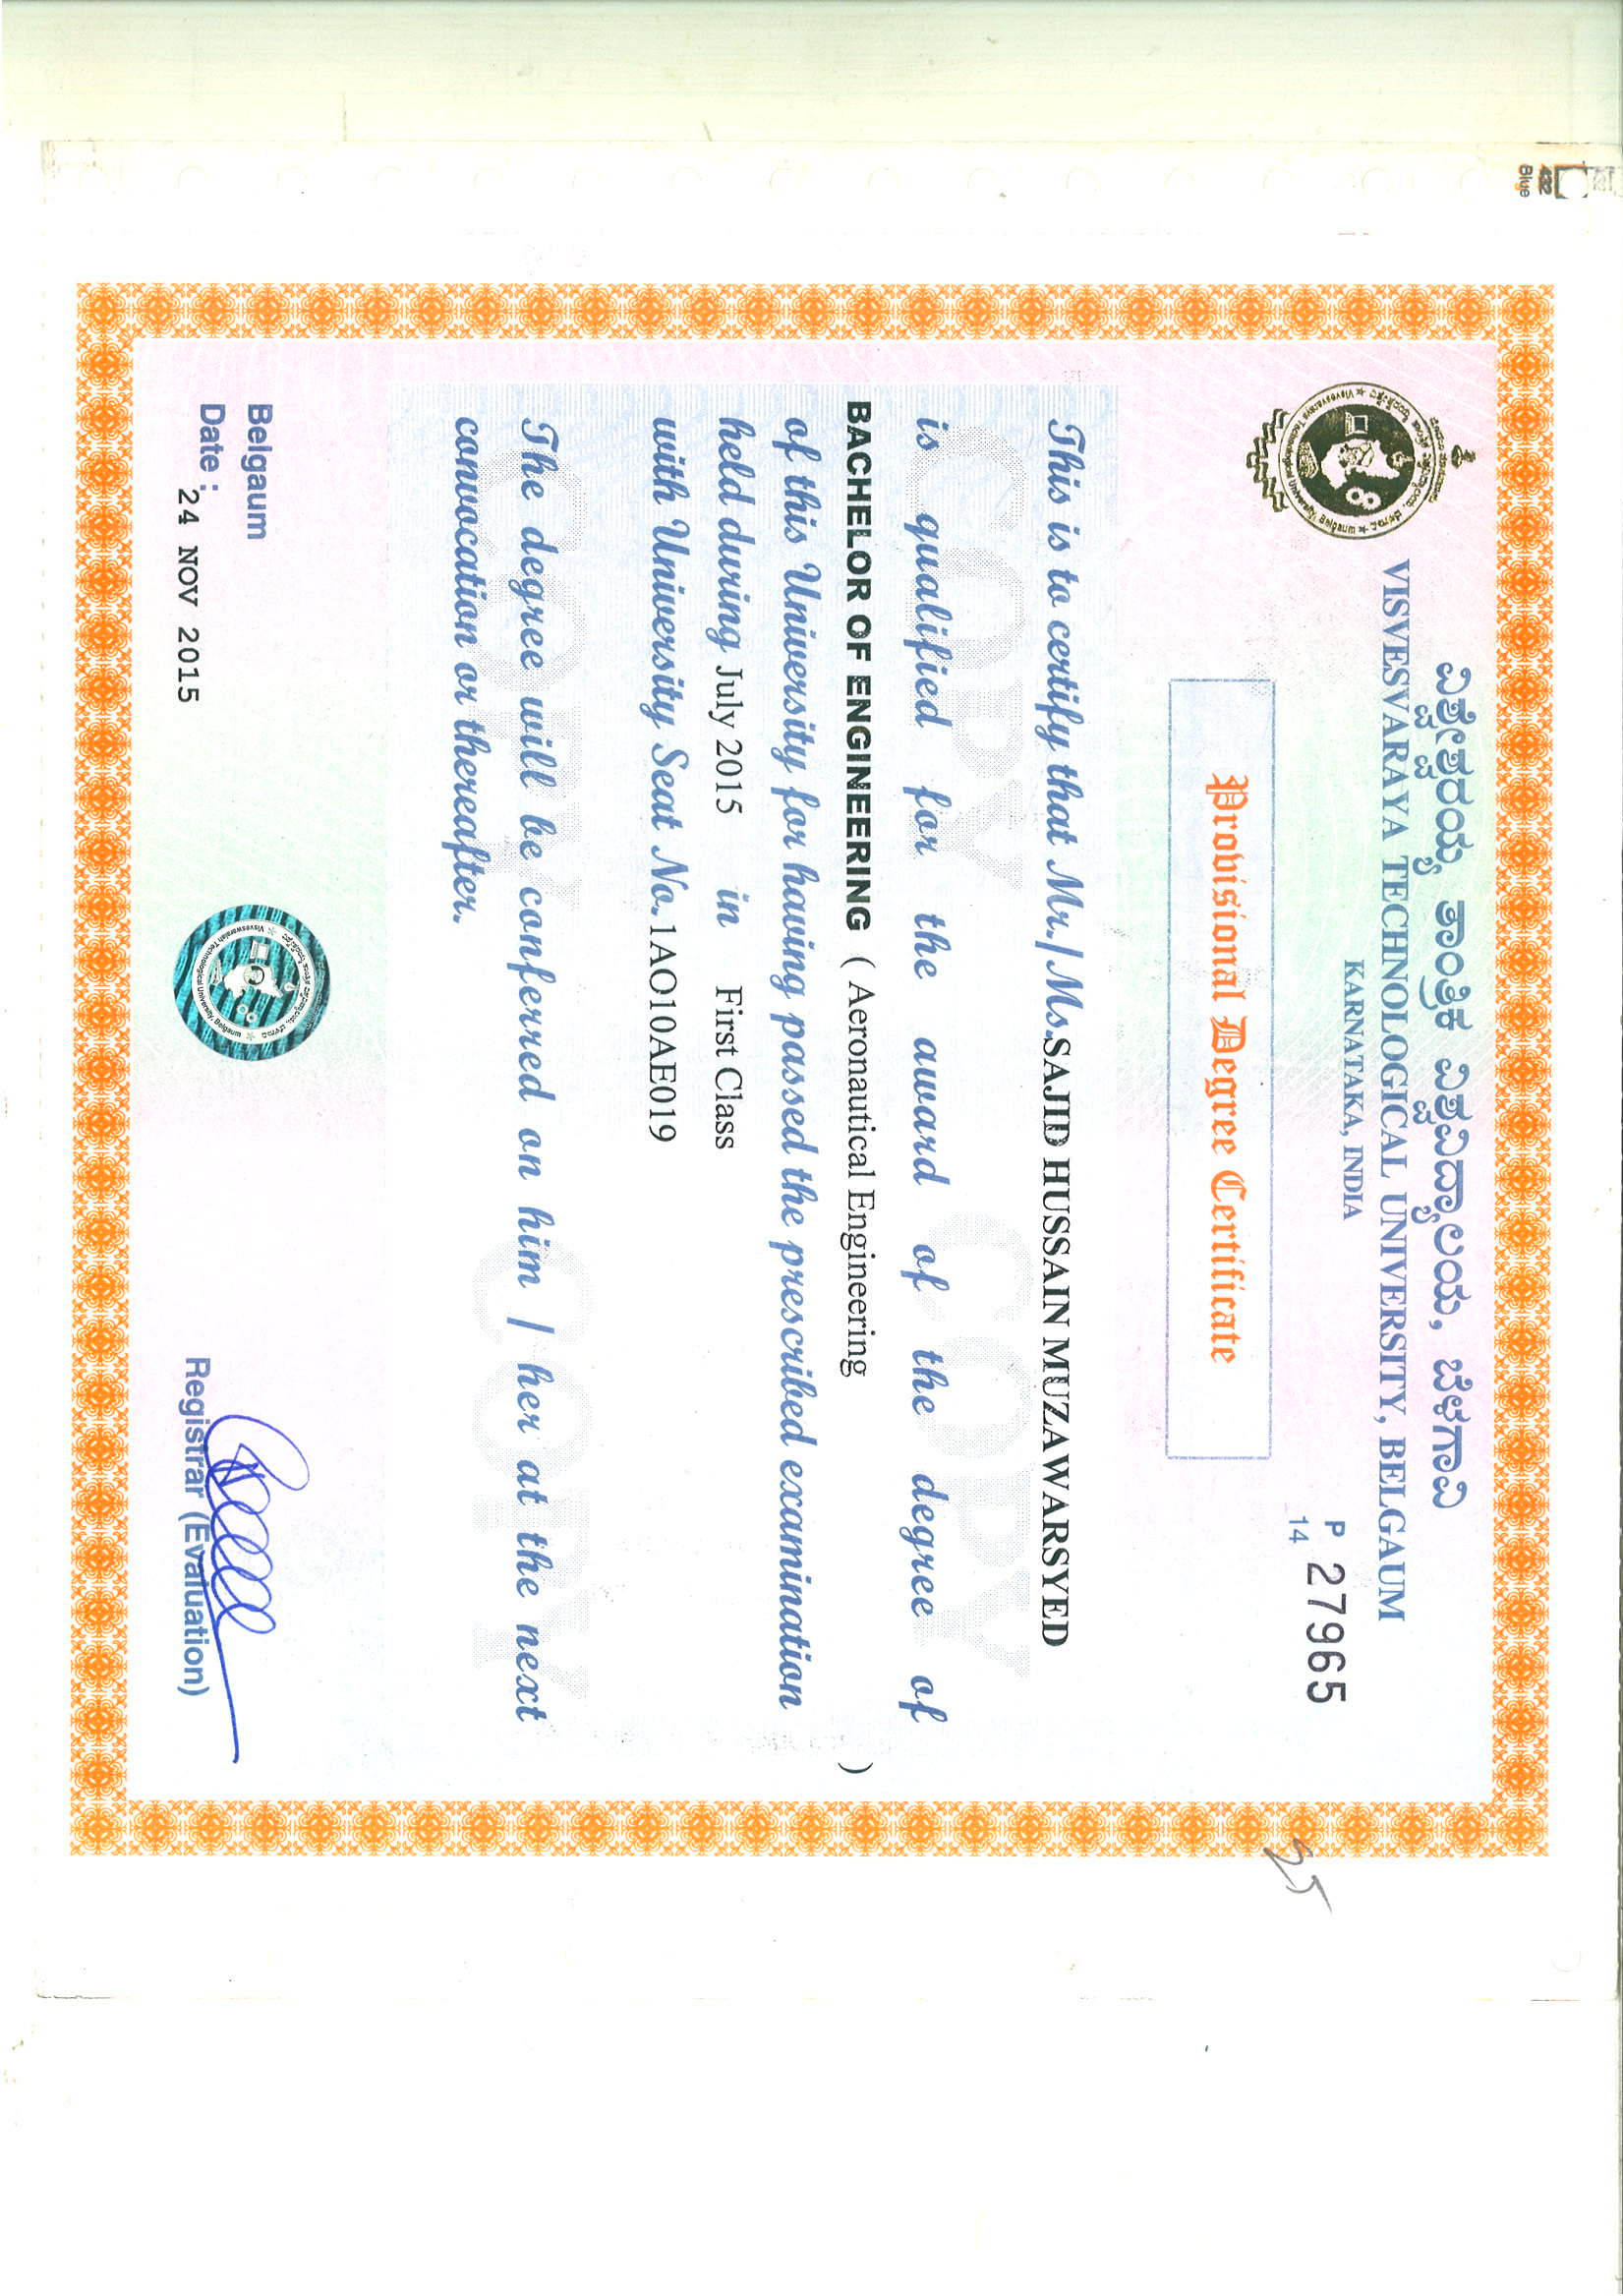 ವಿಶ್ವೇಶ್ವರಯ್ಯ ತಾಂತ್ರಿಕ ವಿಶ್ವವಿದ್ಯಾಲಯ, ಬೆಳಗಾವಿ
VISVESVARAYA TECHNOLOGICAL UNIVERSITY, BELGAUM
KARNATAKA, INDIA
P 14 27965
Provisional Degree Certificate
This is to certify that Mr./Ms.SAJID HUSSAIN MUZAWARSYED
is qualified for the award of the degree of
BACHELOR OF ENGINEERING ( Aeronautical Engineering )
of this University for having passed the prescribed examination
held during July 2015 in First Class
with University Seat No. 1AO10AE019
The degree will be conferred on him / her at the next
convocation or thereafter.
Belgaum
Date : 24 NOV 2015
Registrar (Evaluation)
COPY COPY
COPY COPY
25
432
Blue